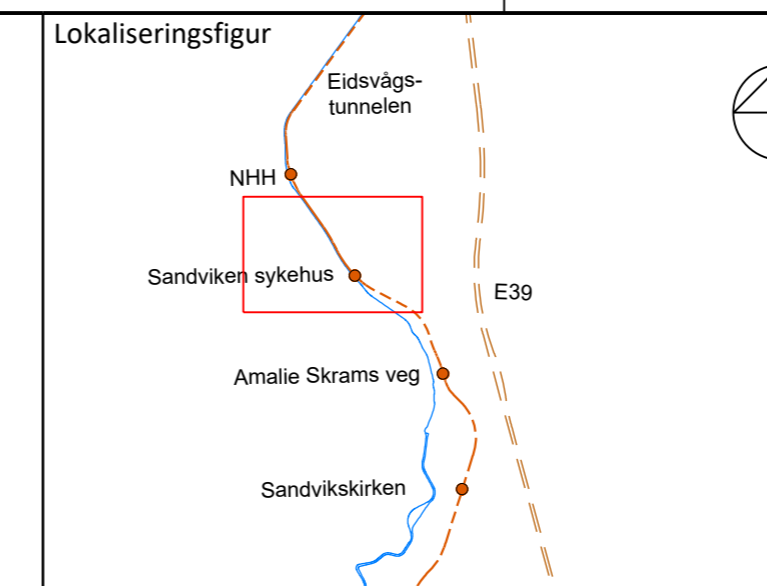 Lokaliseringsfigur
Eidsvågs-
tunnelen
NHH
Sandviken sykehus
E39
Amalie Skrams veg
Sandvikskirken